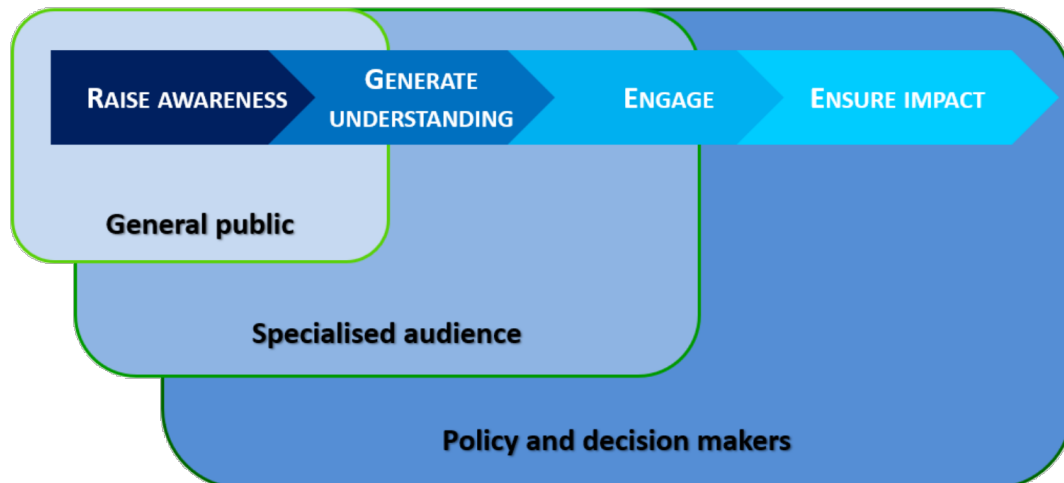 RAISE AWARENESS
GENERATE
UNDERSTANDING
ENGAGE
ENSURE IMPACT
General public
Specialised audience
Policy and decision makers